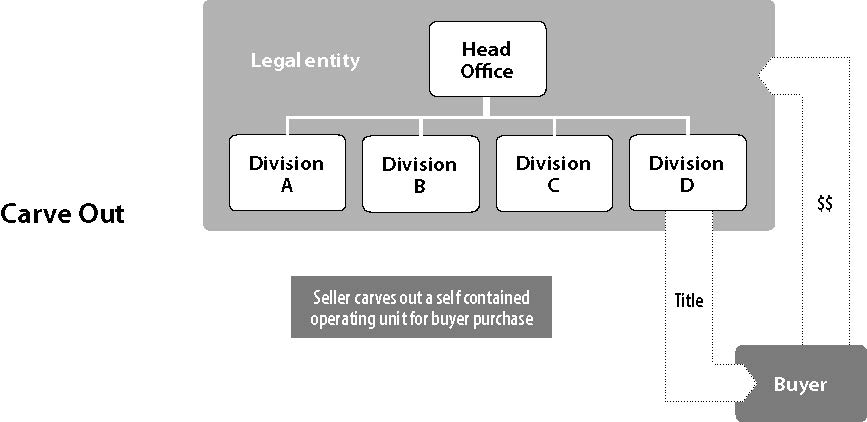 Legal entity
Head
Office
Division
A
Division
B
Division
C
Division
D
Carve Out
$$
Seller carves out a self contained
operating unit for buyer purchase
Title
Buyer